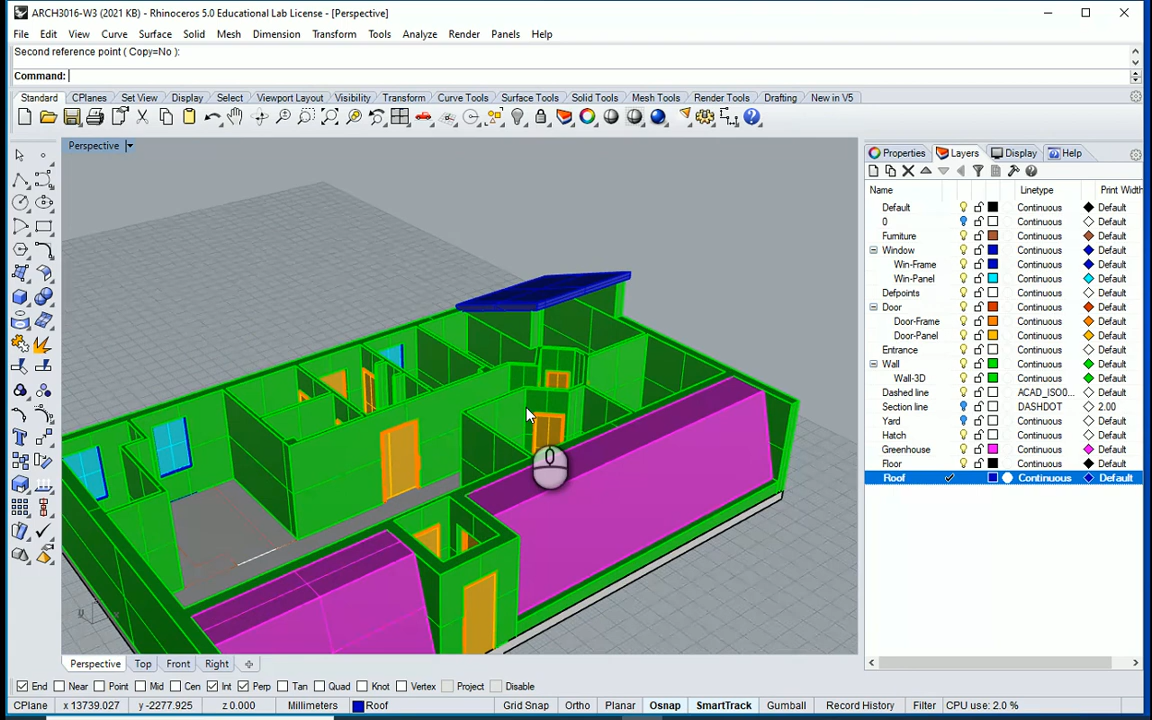 ARCH3016-W3 (2021 KB) - Rhinoceros 5.0 Educational Lab License - [Perspective]
File Edit View Curve Surface Solid Mesh Dimension Transform Tools Analyze Render Panels Help
Second reference point ( Copy=No ):
Command:
Standard CPlanes Set View Display Select Viewport Layout Visibility Transform Curve Tools Surface Tools Solid Tools Mesh Tools Render Tools Drafting New in V5
Perspective
Properties Layers Display Help
Name Linetype Print Width
Default Continuous Default
0 Continuous Default
Furniture Continuous Default
Window Continuous Default
Win-Frame Continuous Default
Win-Panel Continuous Default
Defpoints Continuous Default
Door Continuous Default
Door-Frame Continuous Default
Door-Panel Continuous Default
Entrance Continuous Default
Wall Continuous Default
Wall-3D Continuous Default
Dashed line ACAD_ISO0... Default
Section line DASHDOT 2.00
Yard Continuous Default
Hatch Continuous Default
Greenhouse Continuous Default
Floor Continuous Default
Roof Continuous Default
Perspective Top Front Right
End Near Point Mid Cen Int Perp Tan Quad Knot Vertex Project Disable
CPlane x 13739.027 y -2277.925 z 0.000 Millimeters Roof Grid Snap Ortho Planar Osnap SmartTrack Gumball Record History Filter CPU use: 2.0 %